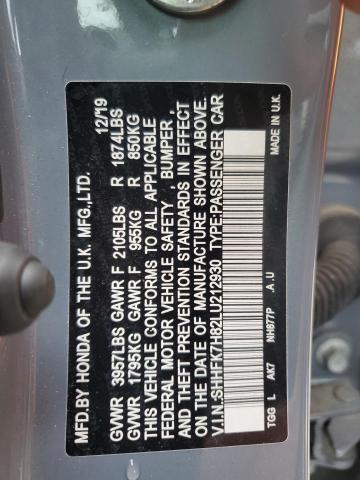 MFD.BY HONDA OF THE U.K. MFG.,LTD. 12/19
GVWR 3957LBS GAWR F 2105LBS R 1874LBS
GVWR 1795KG GAWR F 955KG R 850KG
THIS VEHICLE CONFORMS TO ALL APPLICABLE
FEDERAL MOTOR VEHICLE SAFETY , BUMPER,
AND THEFT PREVENTION STANDARDS IN EFFECT
ON THE DATE OF MANUFACTURE SHOWN ABOVE.
V.I.N.:SHHFK7H82LU212930 TYPE:PASSENGER CAR
TGG L AK7 NH877P .A .U MADE IN U.K.